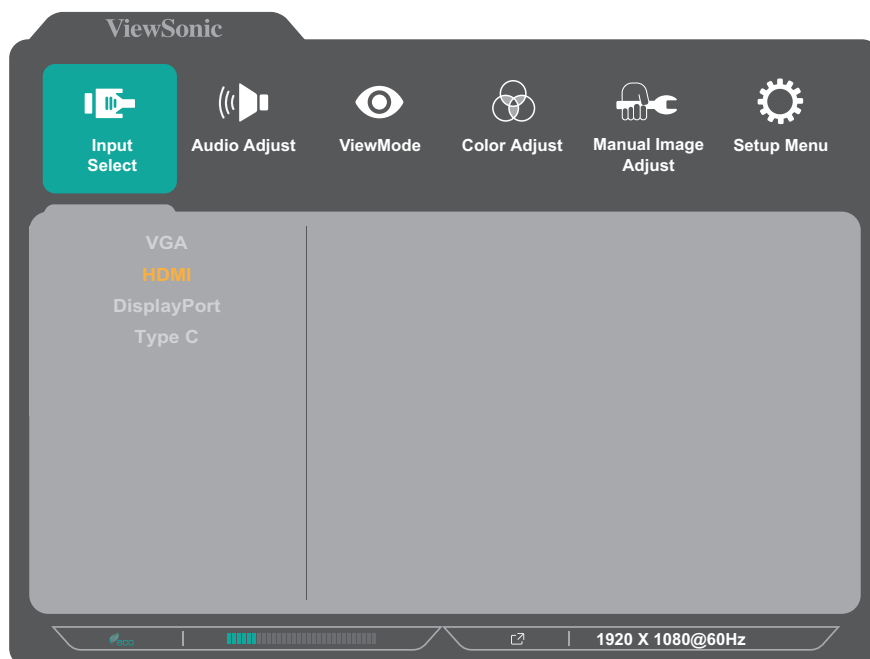 ViewSonic
Input
Select
Audio Adjust
ViewMode
Color Adjust
Manual Image
Adjust
Setup Menu
VGA
HDMI
DisplayPort
Type C
eco
1920 X 1080@60Hz